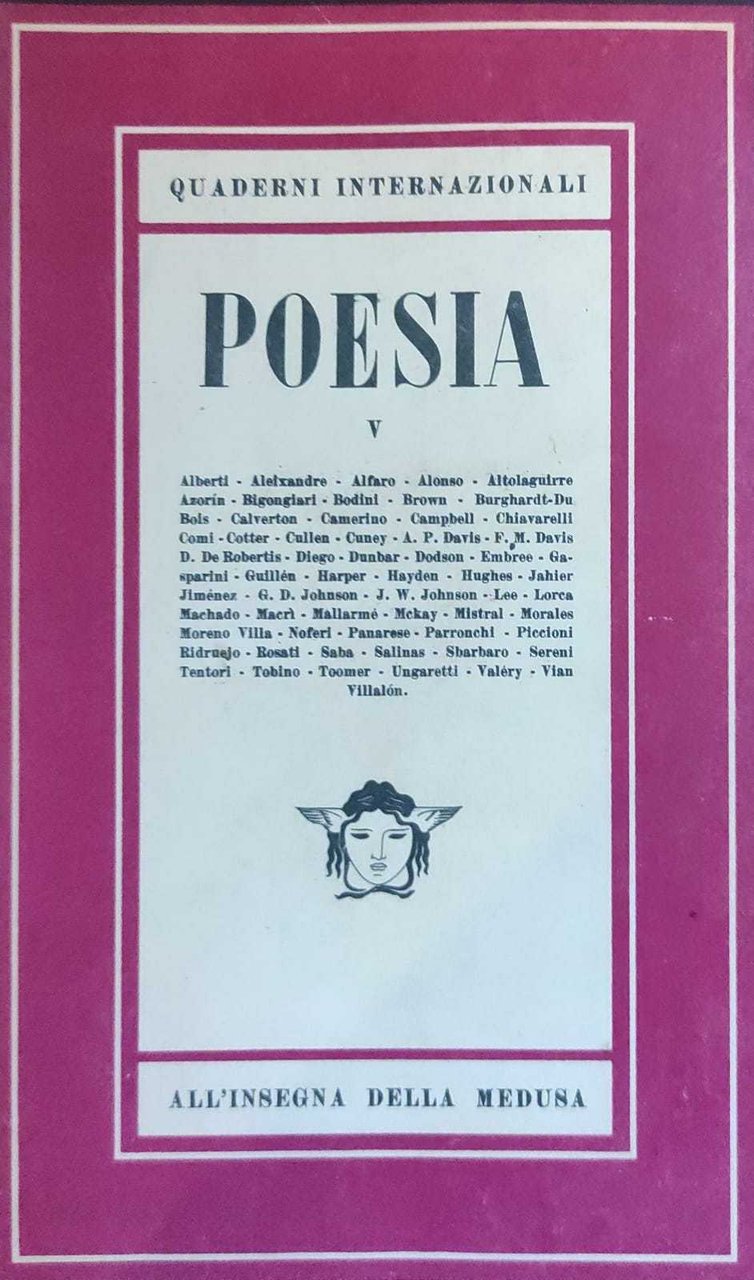 QUADERNI INTERNAZIONALI
POESIA
V
Alberti - Aleixandre - Alfaro - Alonso - Altolaguirre
Azorín - Bigongiari - Bodini - Brown - Burghardt-Du
Bois - Calverton - Camerino - Campbell - Chiavarelli
Comi - Cotter - Cullen - Cuney - A. P. Davis - F. M. Davis
D. De Robertis - Diego - Dunbar - Dodson - Embree - Ga-
sparini - Guillén - Harper - Hayden - Hughes - Jahier
Jiménez - G. D. Johnson - J. W. Johnson - Lee - Lorca
Machado - Macrì - Mallarmé - Mckay - Mistral - Morales
Moreno Villa - Noferi - Panarese - Parronchi - Piccioni
Ridruejo - Rosati - Saba - Salinas - Sbarbaro - Sereni
Tentori - Tobino - Toomer - Ungaretti - Valéry - Vian
Villalón.
ALL'INSEGNA DELLA MEDUSA